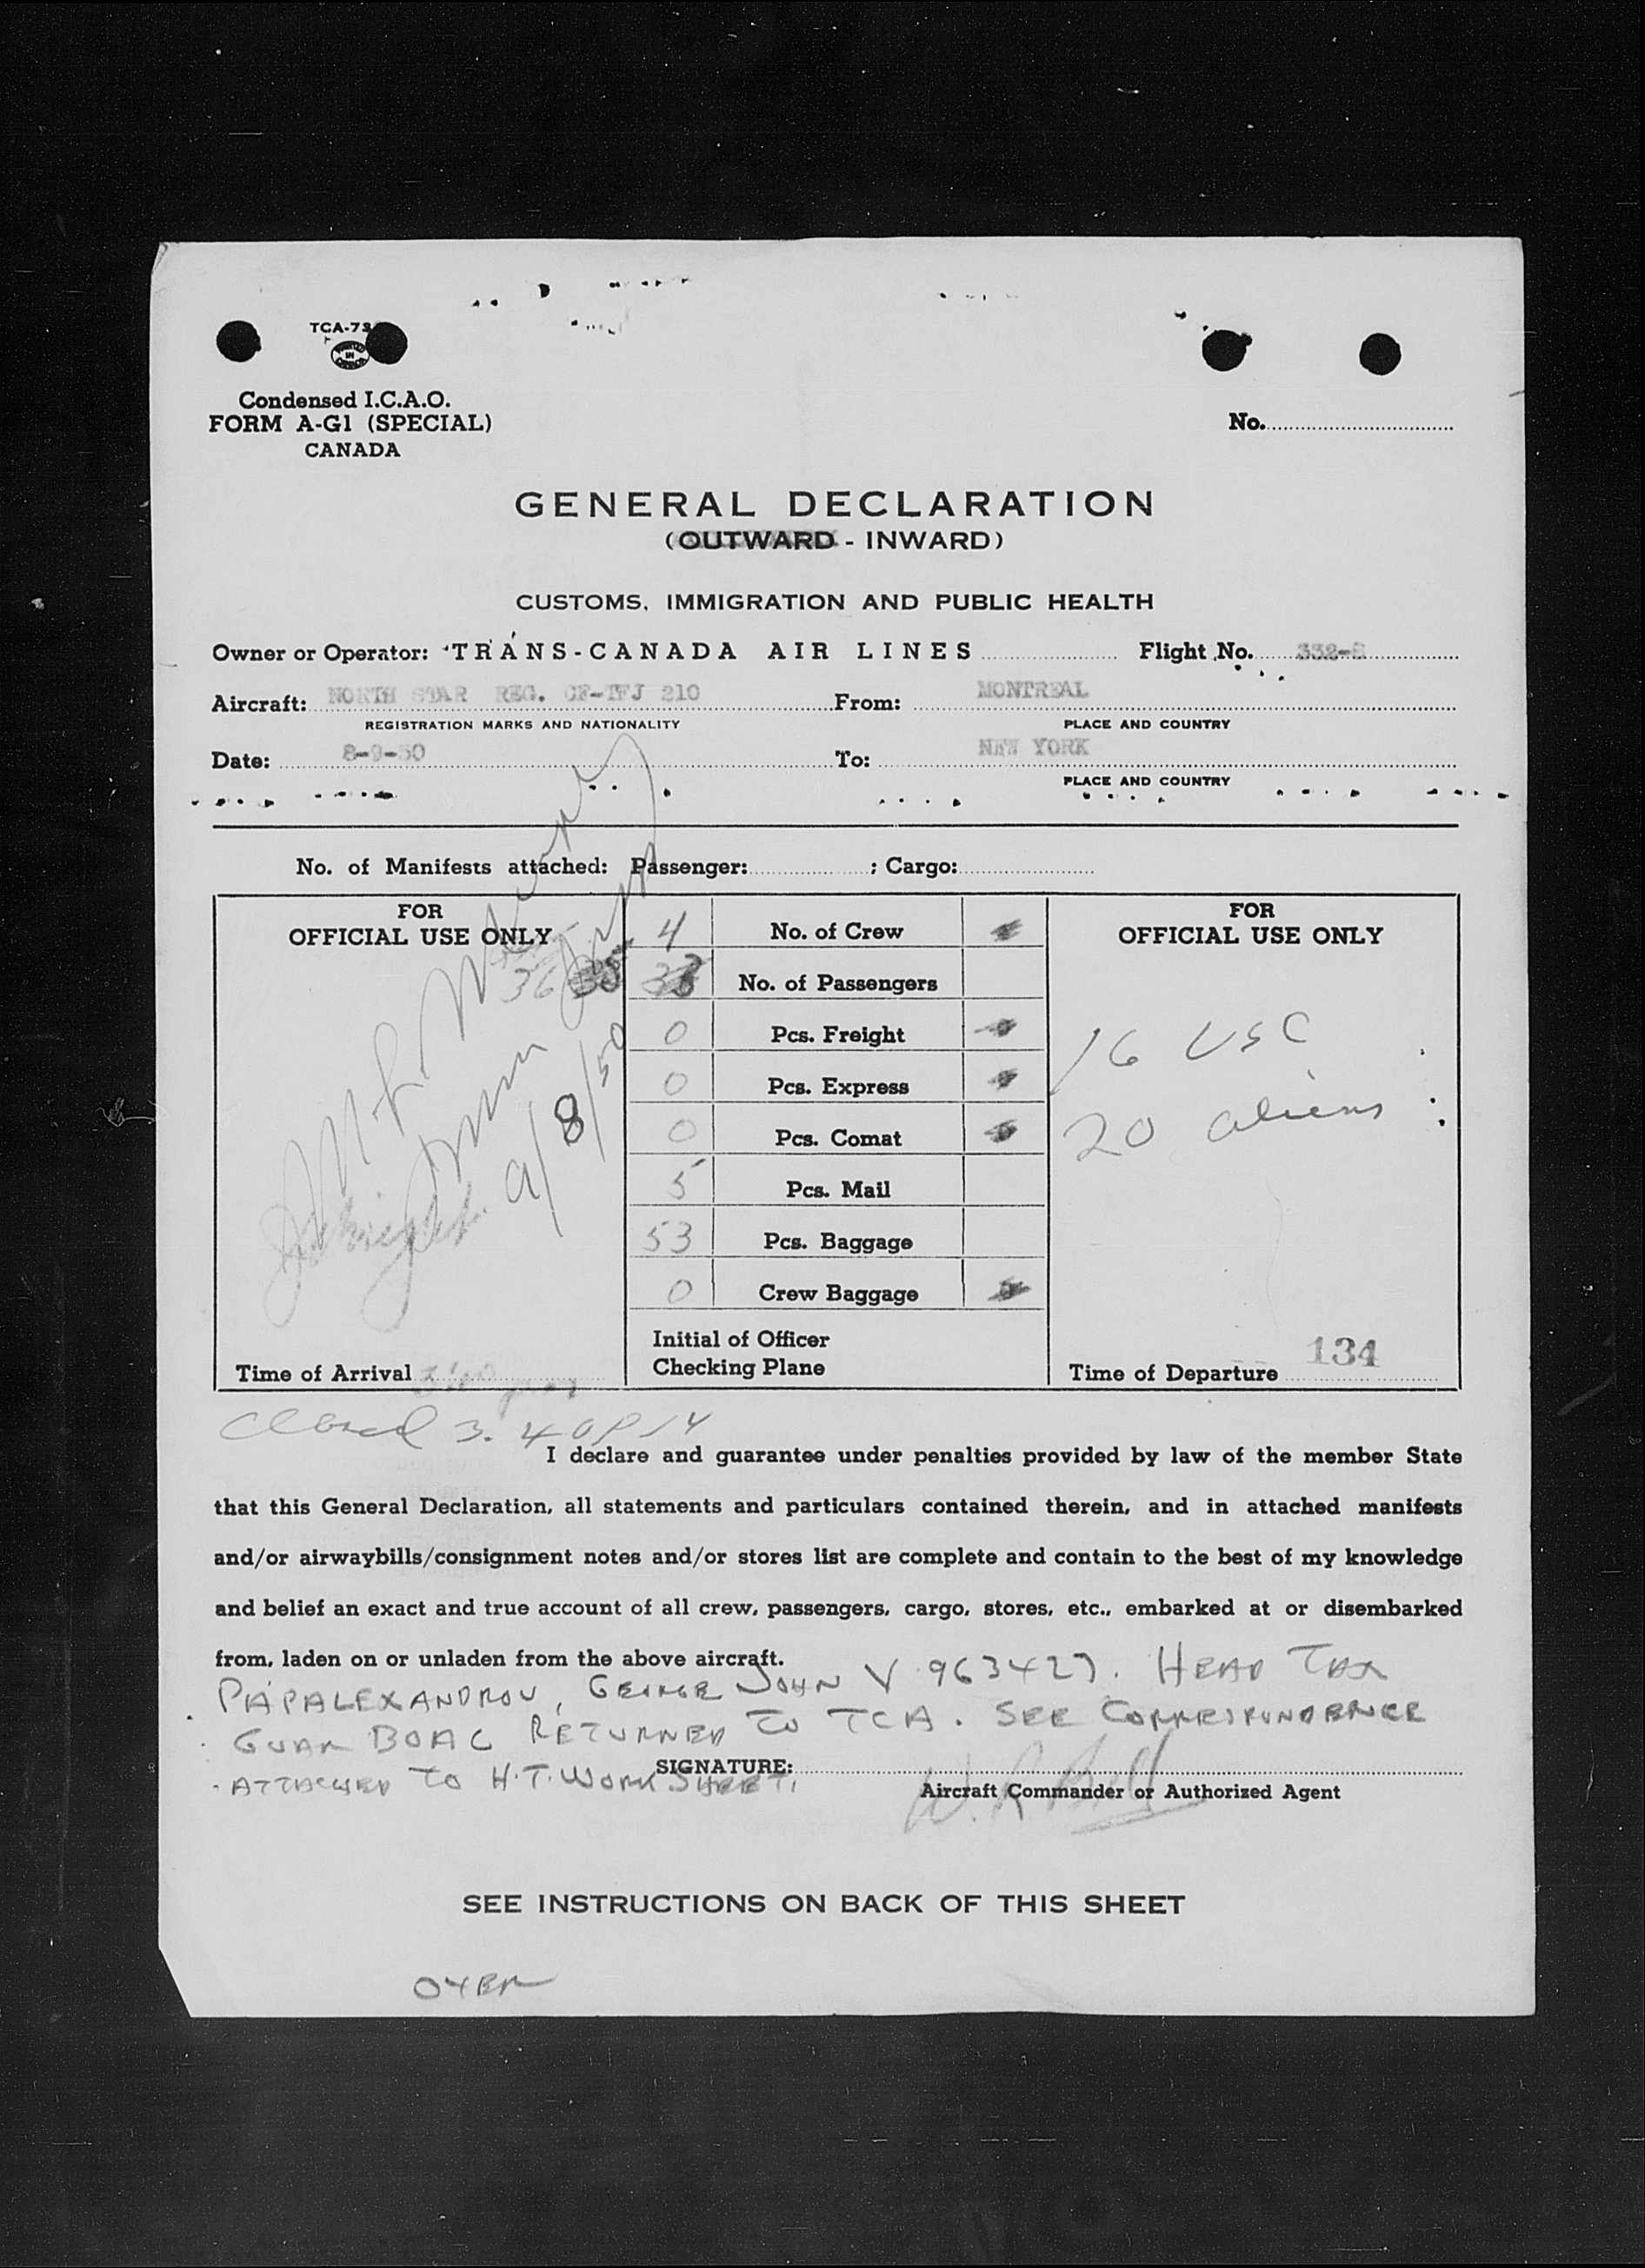 TCA-73
Condensed I.C.A.O.
FORM A-G1 (SPECIAL)
CANADA
No.
GENERAL DECLARATION
(OUTWARD - INWARD)
CUSTOMS, IMMIGRATION AND PUBLIC HEALTH
Owner or Operator: TRANS-CANADA AIR LINES Flight No.
Aircraft: NORTH STAR REG. CF-TFJ 210 From: MONTREAL
REGISTRATION MARKS AND NATIONALITY PLACE AND COUNTRY
Date: 8-9-50 To: NEW YORK
PLACE AND COUNTRY
No. of Manifests attached: Passenger: ; Cargo:
FOR OFFICIAL USE ONLY
36
9/8/50
4 No. of Crew
No. of Passengers
0 Pcs. Freight
0 Pcs. Express
0 Pcs. Comat
5 Pcs. Mail
53 Pcs. Baggage
0 Crew Baggage
Initial of Officer
Checking Plane
FOR OFFICIAL USE ONLY
16 USC
20 aliens
134
Time of Arrival
Time of Departure
3.40 PM
I declare and guarantee under penalties provided by law of the member State
that this General Declaration, all statements and particulars contained therein, and in attached manifests
and/or airwaybills/consignment notes and/or stores list are complete and contain to the best of my knowledge
and belief an exact and true account of all crew, passengers, cargo, stores, etc., embarked at or disembarked
from, laden on or unladen from the above aircraft.
PAPALEXANDROU, GEORGE JOHN V 963427. HEAD TAX
GUAR BOAC RETURNED TO TCA. SEE CORRESPONDENCE
ATTACHED TO H.T. WORK SHEET.
SIGNATURE:
Aircraft Commander or Authorized Agent
SEE INSTRUCTIONS ON BACK OF THIS SHEET
OVER